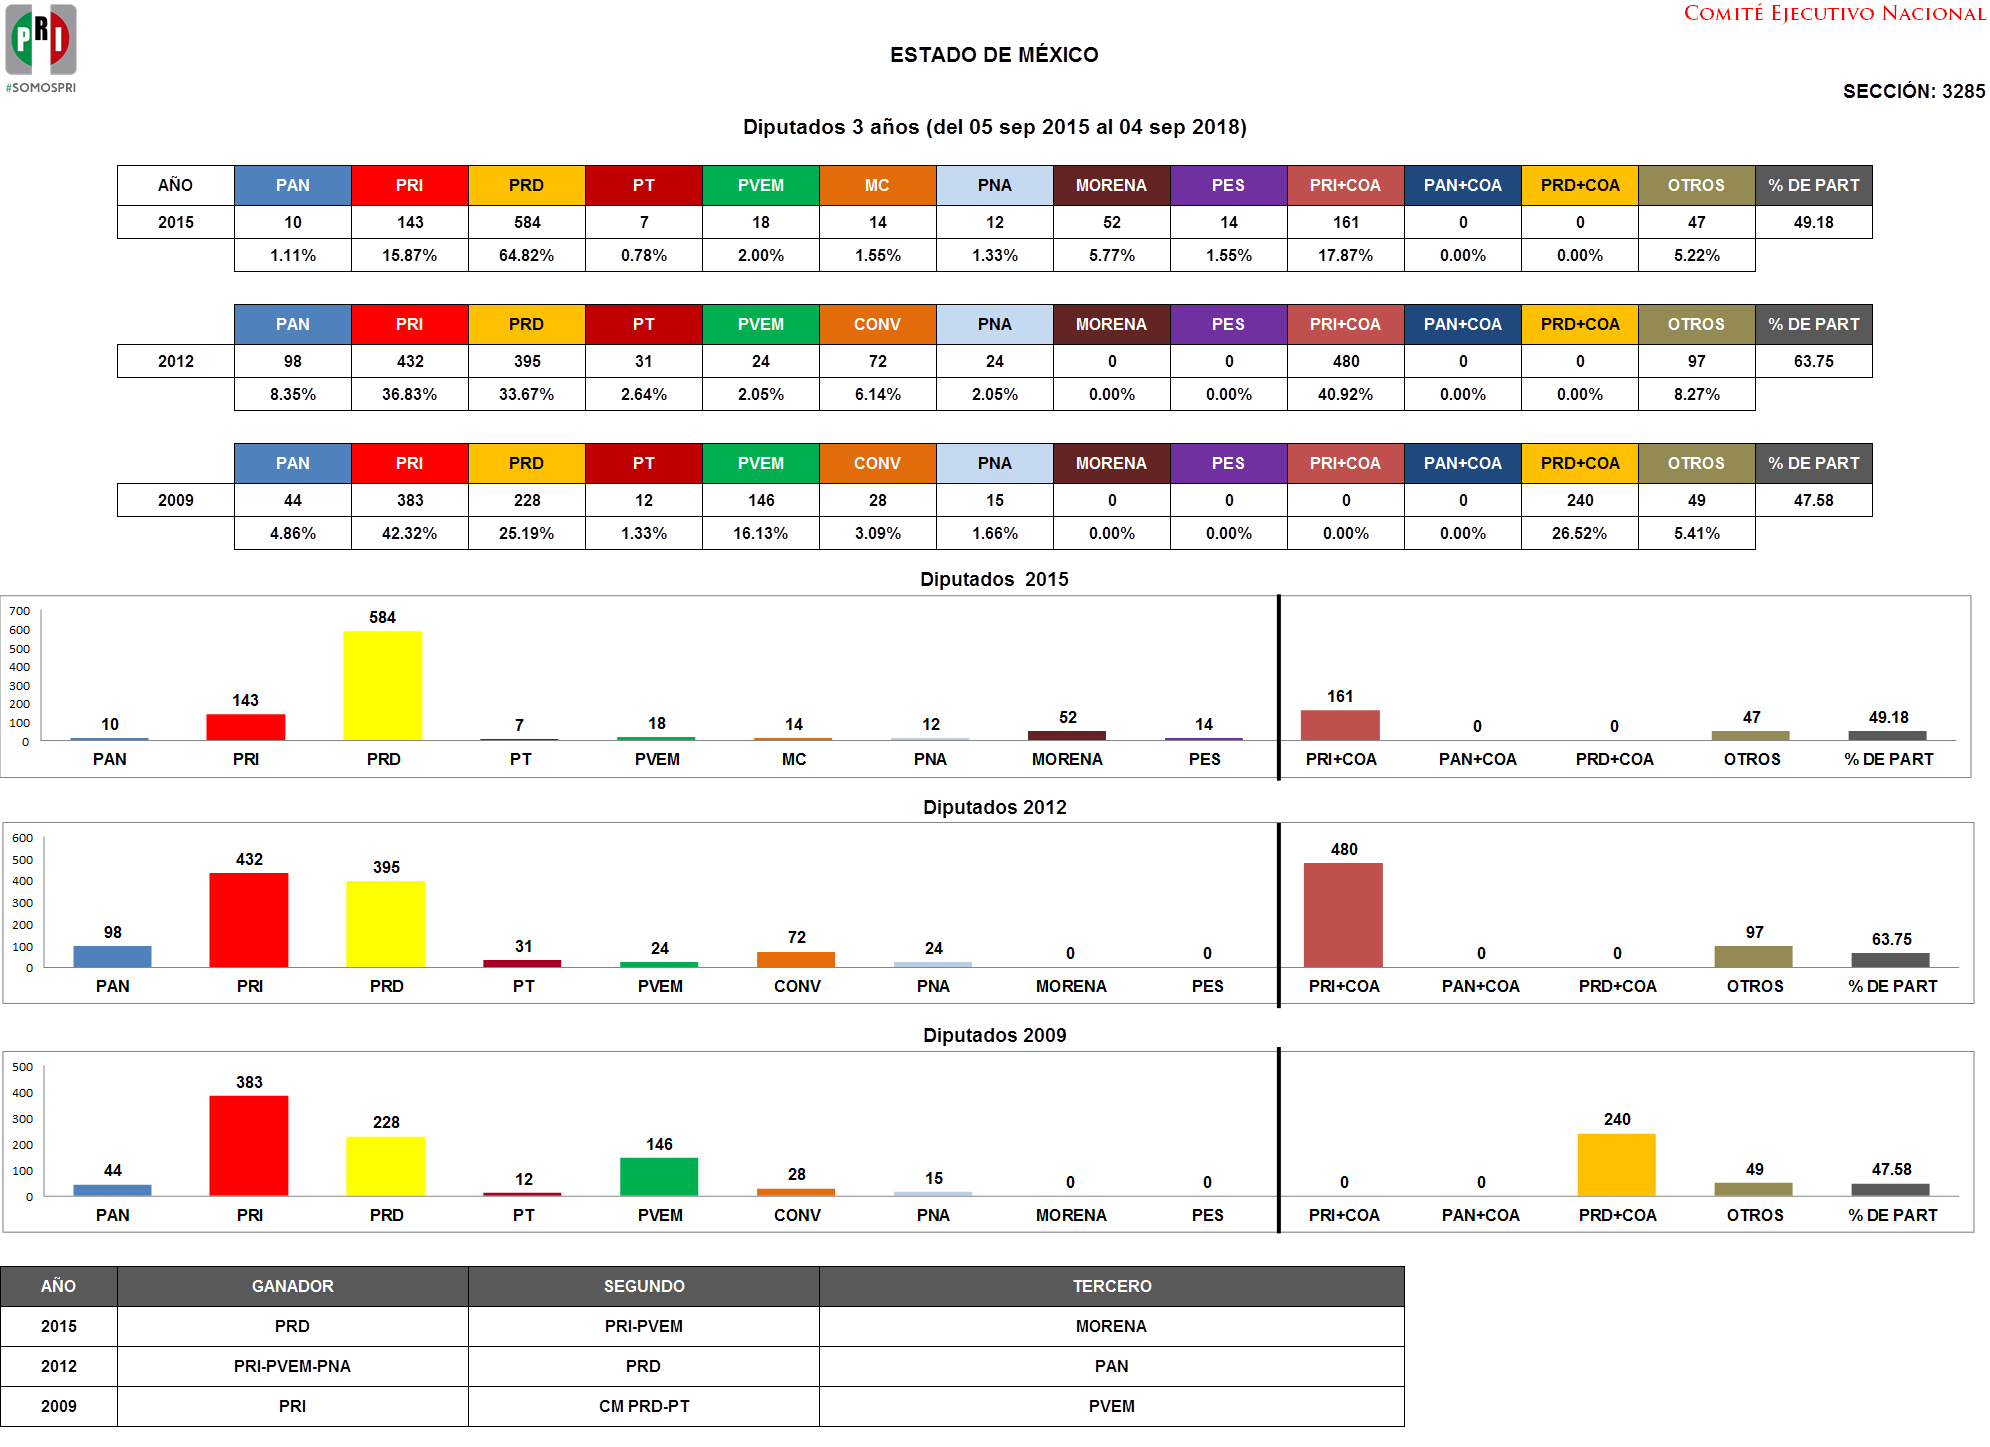 PRI
#SOMOSPRI
COMITÉ EJECUTIVO NACIONAL
ESTADO DE MÉXICO
SECCIÓN: 3285
Diputados 3 años (del 05 sep 2015 al 04 sep 2018)
AÑO PAN PRI PRD PT PVEM MC PNA MORENA PES PRI+COA PAN+COA PRD+COA OTROS % DE PART
2015 10 143 584 7 18 14 12 52 14 161 0 0 47 49.18
1.11% 15.87% 64.82% 0.78% 2.00% 1.55% 1.33% 5.77% 1.55% 17.87% 0.00% 0.00% 5.22%
PAN PRI PRD PT PVEM CONV PNA MORENA PES PRI+COA PAN+COA PRD+COA OTROS % DE PART
2012 98 432 395 31 24 72 24 0 0 480 0 0 97 63.75
8.35% 36.83% 33.67% 2.64% 2.05% 6.14% 2.05% 0.00% 0.00% 40.92% 0.00% 0.00% 8.27%
PAN PRI PRD PT PVEM CONV PNA MORENA PES PRI+COA PAN+COA PRD+COA OTROS % DE PART
2009 44 383 228 12 146 28 15 0 0 0 0 240 49 47.58
4.86% 42.32% 25.19% 1.33% 16.13% 3.09% 1.66% 0.00% 0.00% 0.00% 0.00% 26.52% 5.41%
Diputados 2015
700
600
500
400
300
200
100
0
10 143 584 7 18 14 12 52 14 161 0 0 47 49.18
PAN PRI PRD PT PVEM MC PNA MORENA PES PRI+COA PAN+COA PRD+COA OTROS % DE PART
Diputados 2012
600
500
400
300
200
100
0
98 432 395 31 24 72 24 0 0 480 0 0 97 63.75
PAN PRI PRD PT PVEM CONV PNA MORENA PES PRI+COA PAN+COA PRD+COA OTROS % DE PART
Diputados 2009
500
400
300
200
100
0
44 383 228 12 146 28 15 0 0 0 0 240 49 47.58
PAN PRI PRD PT PVEM CONV PNA MORENA PES PRI+COA PAN+COA PRD+COA OTROS % DE PART
AÑO GANADOR SEGUNDO TERCERO
2015 PRD PRI-PVEM MORENA
2012 PRI-PVEM-PNA PRD PAN
2009 PRI CM PRD-PT PVEM